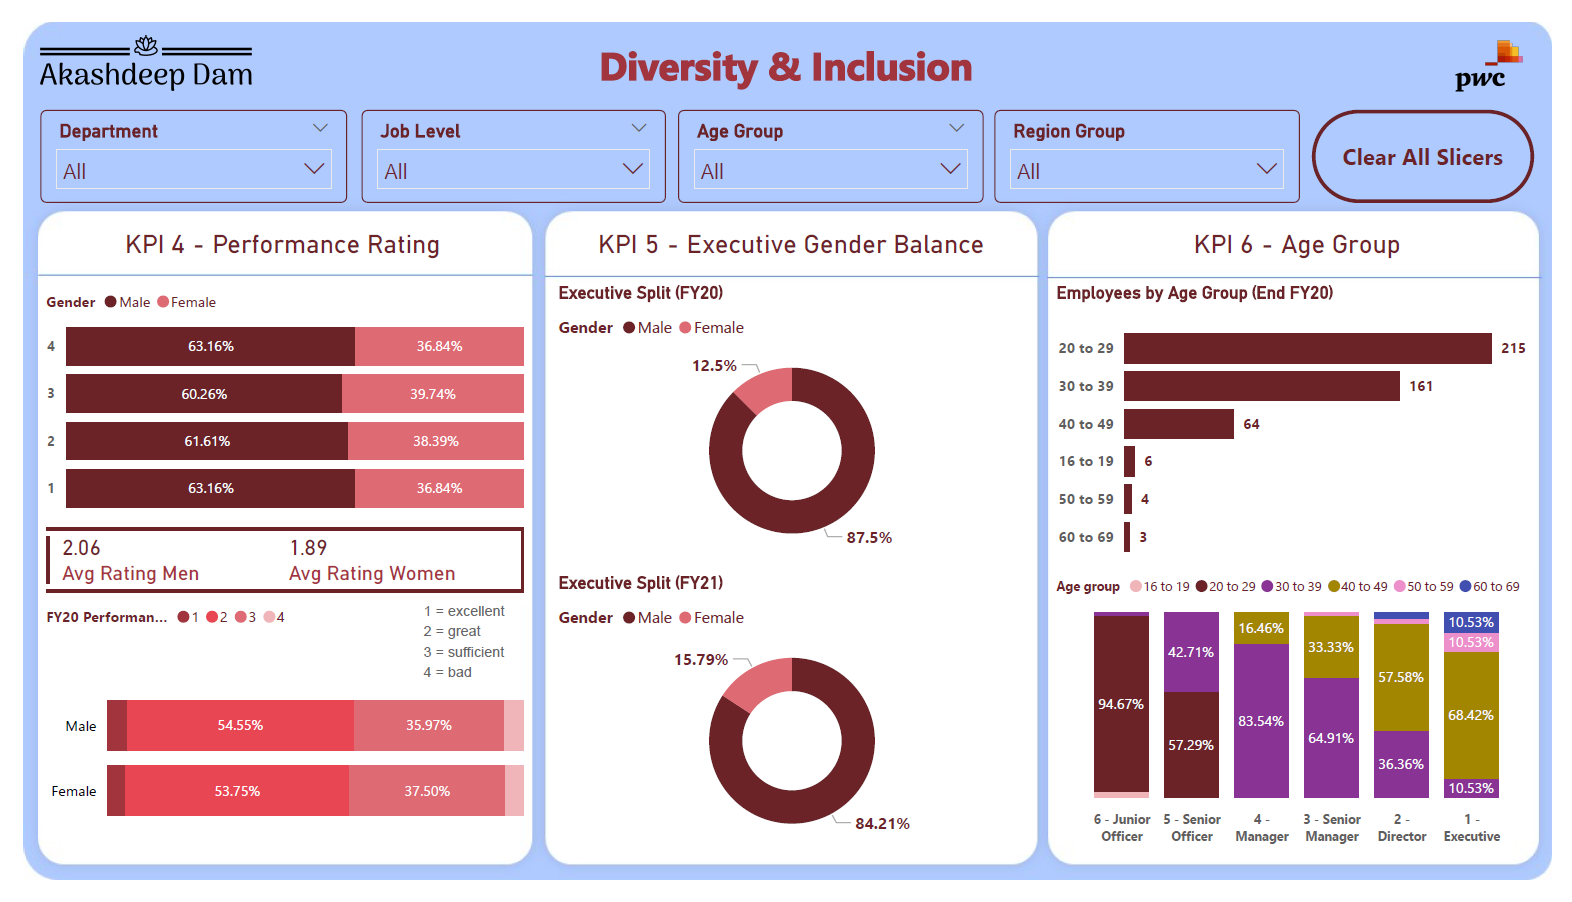 Akashdeep Dam
Diversity & Inclusion
pwc
Department
All
Job Level
All
Age Group
All
Region Group
All
Clear All Slicers
KPI 4 - Performance Rating
Gender Male Female
4 63.16% 36.84%
3 60.26% 39.74%
2 61.61% 38.39%
1 63.16% 36.84%
2.06 1.89
Avg Rating Men Avg Rating Women
FY20 Performan... 1 2 3 4
1 = excellent
2 = great
3 = sufficient
4 = bad
Male 54.55% 35.97%
Female 53.75% 37.50%
KPI 5 - Executive Gender Balance
Executive Split (FY20)
Gender Male Female
12.5%
87.5%
Executive Split (FY21)
Gender Male Female
15.79%
84.21%
KPI 6 - Age Group
Employees by Age Group (End FY20)
20 to 29 215
30 to 39 161
40 to 49 64
16 to 19 6
50 to 59 4
60 to 69 3
Age group 16 to 19 20 to 29 30 to 39 40 to 49 50 to 59 60 to 69
94.67%
42.71%
57.29%
16.46%
83.54%
33.33%
64.91%
57.58%
36.36%
10.53%
10.53%
68.42%
10.53%
6 - Junior Officer
5 - Senior Officer
4 - Manager
3 - Senior Manager
2 - Director
1 - Executive